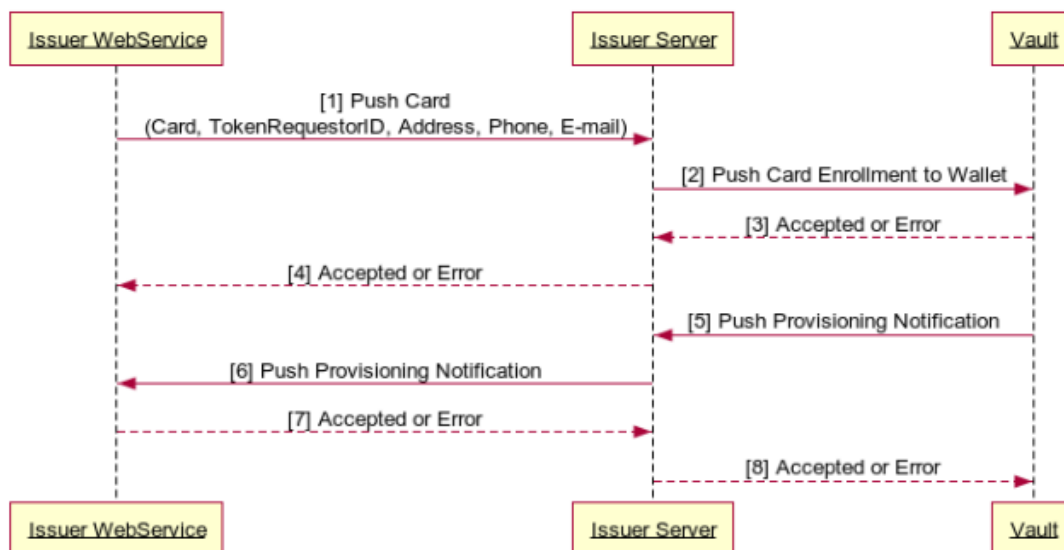 Issuer WebService
Issuer Server
Vault
[1] Push Card
(Card, TokenRequestorID, Address, Phone, E-mail)
[2] Push Card Enrollment to Wallet
[3] Accepted or Error
[4] Accepted or Error
[5] Push Provisioning Notification
[6] Push Provisioning Notification
[7] Accepted or Error
[8] Accepted or Error
Issuer WebService
Issuer Server
Vault